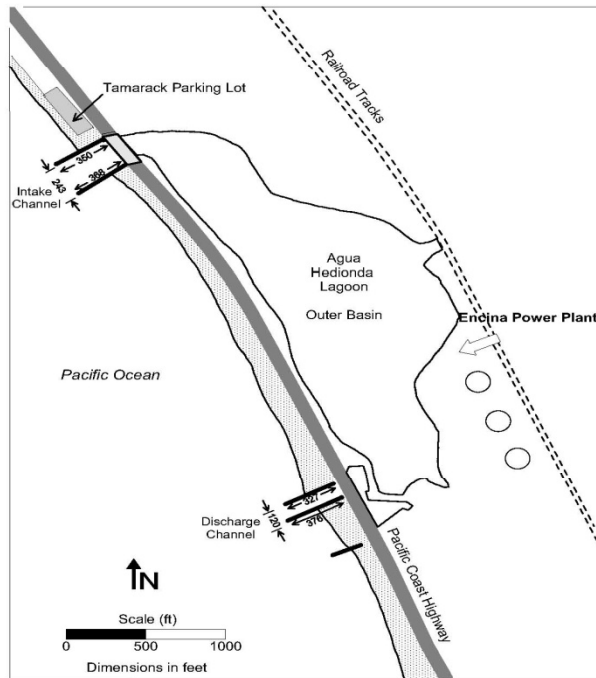 Railroad Tracks
Tamarack Parking Lot
350
368
243
Intake
Channel
Agua
Hedionda
Lagoon
Outer Basin
Encina Power Plant
Pacific Ocean
327
376
120
Discharge
Channel
Pacific Coast Highway
N
Scale (ft)
0 500 1000
Dimensions in feet